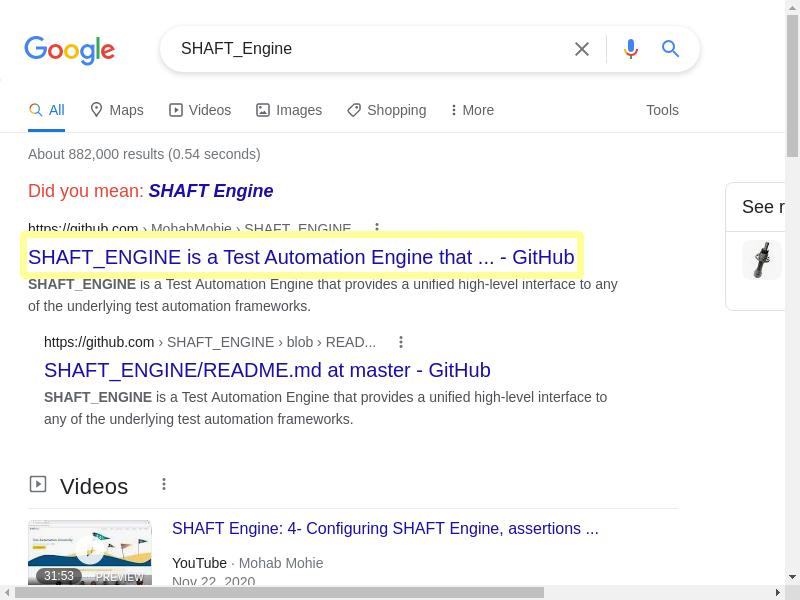 Google
SHAFT_Engine
All
Maps
Videos
Images
Shopping
More
Tools
About 882,000 results (0.54 seconds)
Did you mean: SHAFT Engine
https://github.com › MohabMohie › SHAFT_ENGINE
SHAFT_ENGINE is a Test Automation Engine that ... - GitHub
SHAFT_ENGINE is a Test Automation Engine that provides a unified high-level interface to any
of the underlying test automation frameworks.
https://github.com › SHAFT_ENGINE › blob › READ...
SHAFT_ENGINE/README.md at master - GitHub
SHAFT_ENGINE is a Test Automation Engine that provides a unified high-level interface to
any of the underlying test automation frameworks.
See r
Videos
SHAFT Engine: 4- Configuring SHAFT Engine, assertions ...
YouTube · Mohab Mohie
Nov 22, 2020
31:53
PREVIEW